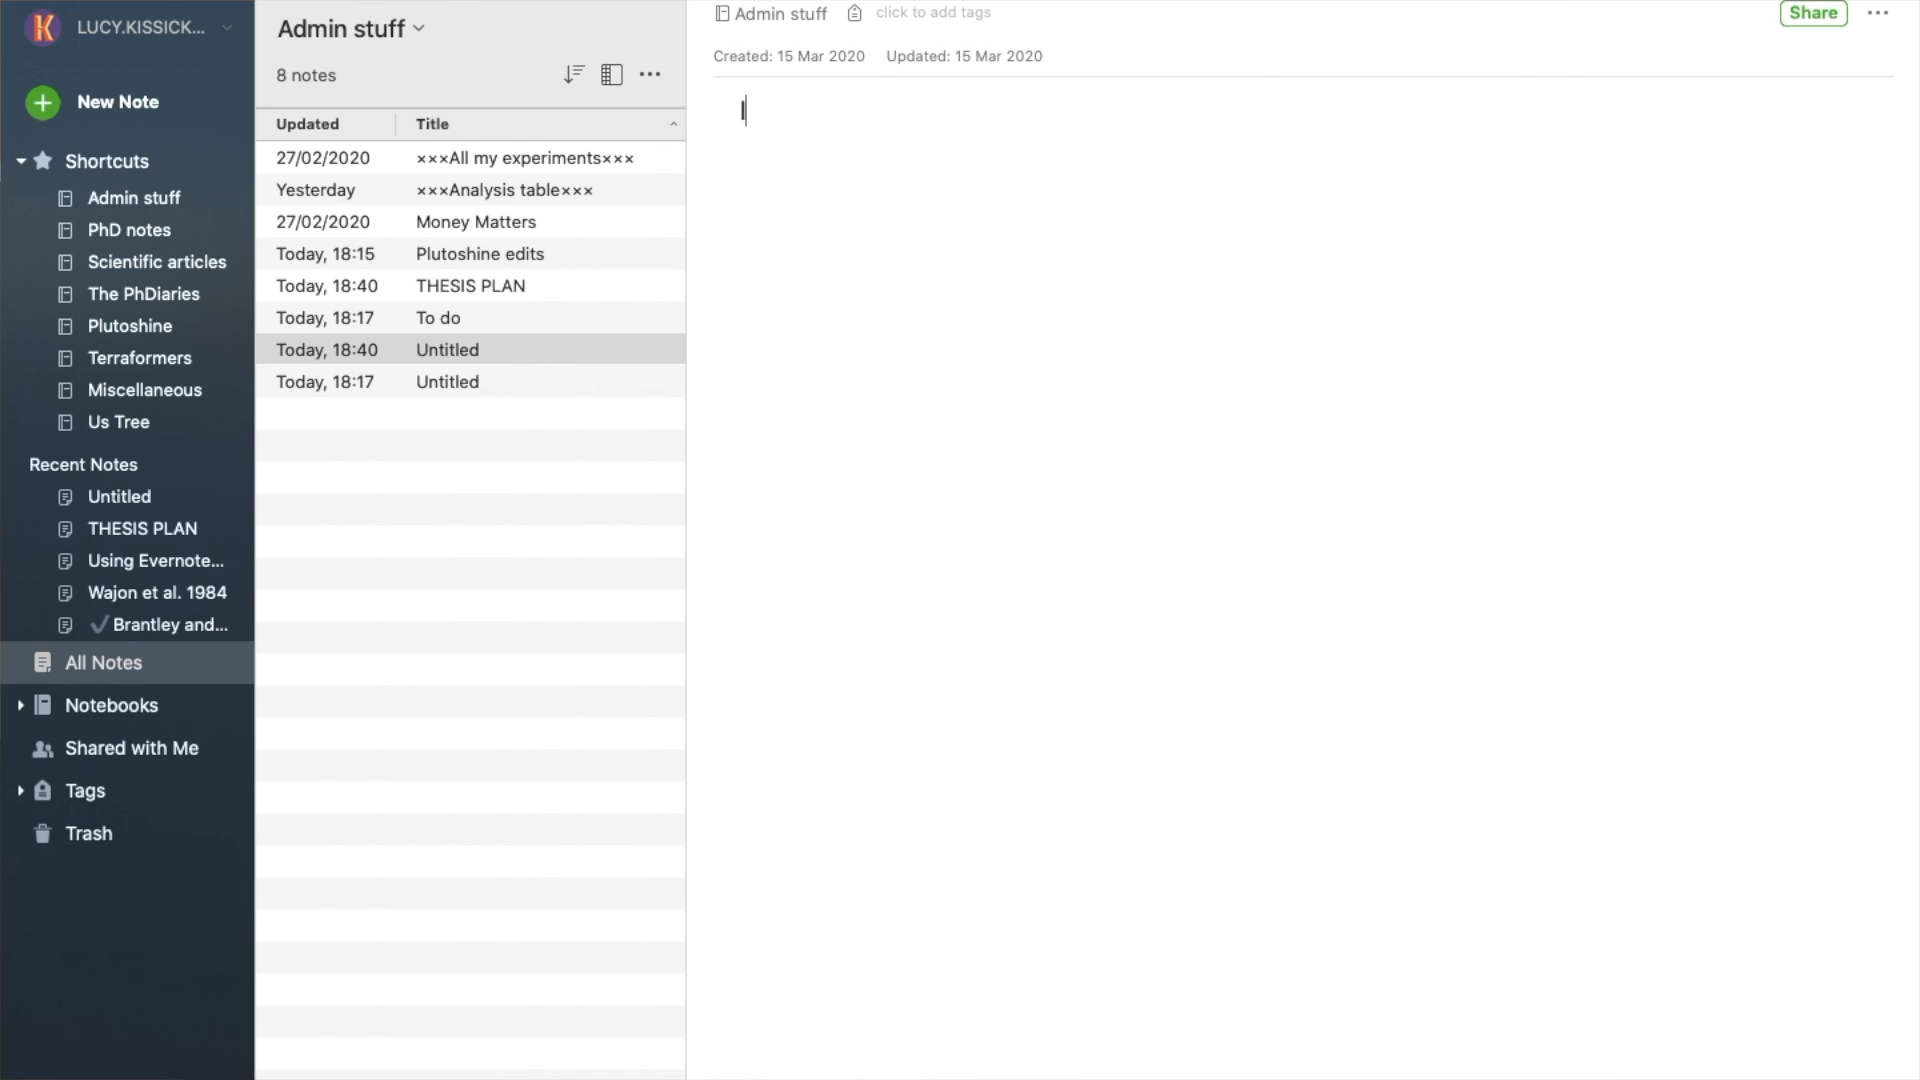 K LUCY.KISSICK...
New Note
Shortcuts
Admin stuff
PhD notes
Scientific articles
The PhDiaries
Plutoshine
Terraformers
Miscellaneous
Us Tree
Recent Notes
Untitled
THESIS PLAN
Using Evernote...
Wajon et al. 1984
✓Brantley and...
All Notes
Notebooks
Shared with Me
Tags
Trash
Admin stuff
8 notes
Updated Title
27/02/2020 ×××All my experiments×××
Yesterday ×××Analysis table×××
27/02/2020 Money Matters
Today, 18:15 Plutoshine edits
Today, 18:40 THESIS PLAN
Today, 18:17 To do
Today, 18:40 Untitled
Today, 18:17 Untitled
Admin stuff click to add tags Share
Created: 15 Mar 2020 Updated: 15 Mar 2020